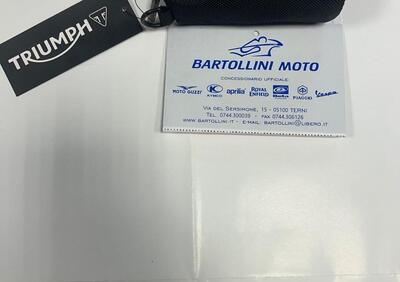 TRIUMPH
BARTOLLINI MOTO
CONCESSIONARIO UFFICIALE:
MOTO GUZZI KYMCO aprilia ROYAL ENFIELD Beta PIAGGIO Vespa
VIA DEL SERSIMONE, 15 - 05100 TERNI
TEL. 0744.300039 - FAX 0744.306126
WWW.BARTOLLINI.IT - E-MAIL: BARTOLLINI@LIBERO.IT